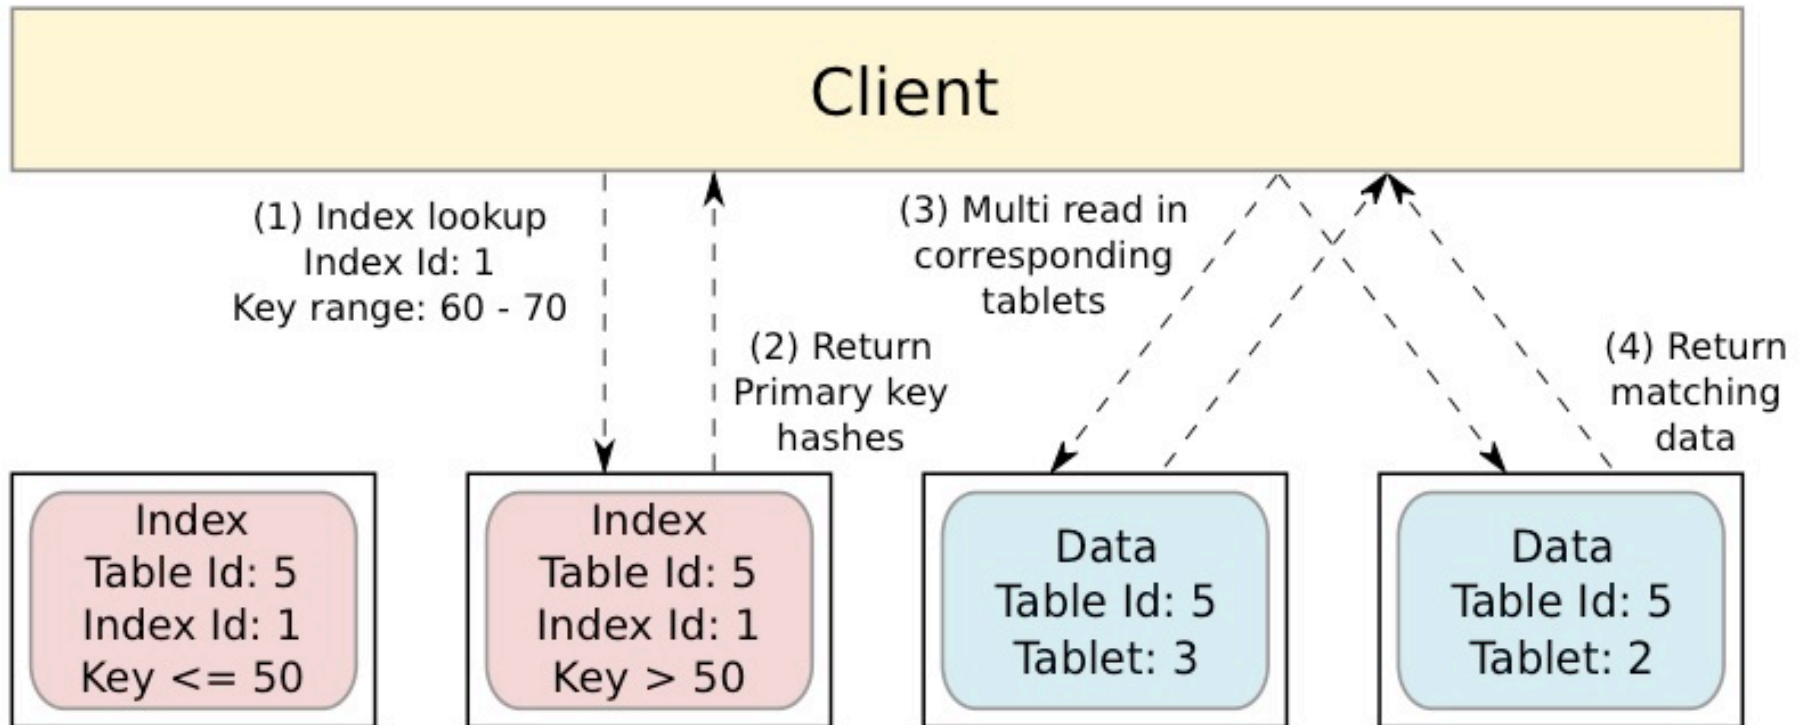 Client
(1) Index lookup
Index Id: 1
Key range: 60 - 70
(2) Return
Primary key
hashes
(3) Multi read in
corresponding
tablets
(4) Return
matching
data
Index
Table Id: 5
Index Id: 1
Key <= 50
Index
Table Id: 5
Index Id: 1
Key > 50
Data
Table Id: 5
Tablet: 3
Data
Table Id: 5
Tablet: 2